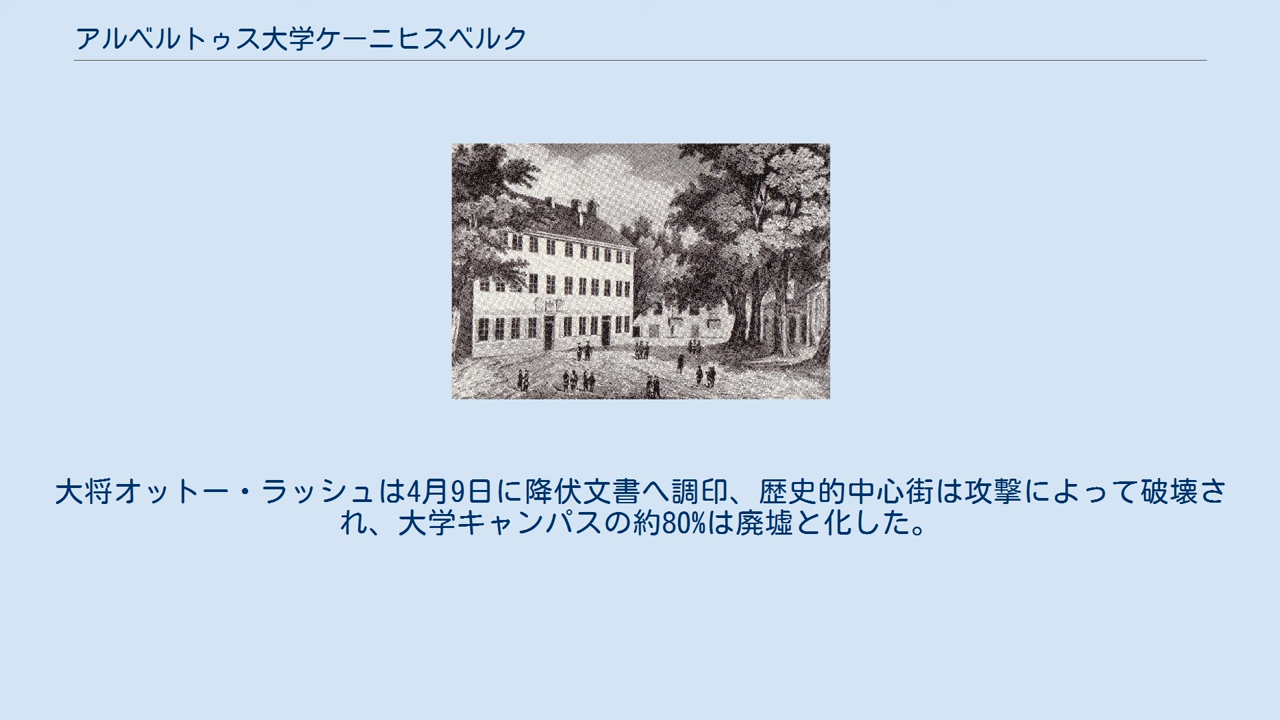 アルベルトゥス大学ケーニヒスベルク
大将オットー・ラッシュは4月9日に降伏文書へ調印、歴史的中心街は攻撃によって破壊さ
れ、大学キャンパスの約80%は廃墟と化した。